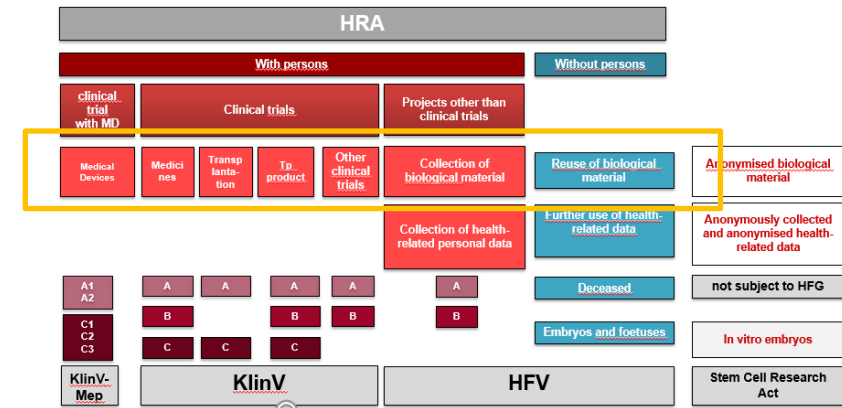 HRA
With persons
Without persons
clinical
trial
with MD
Clinical trials
Projects other than
clinical trials
Medical
Devices
Medici
nes
Transp
lanta-
tion
Tp
product
Other
clinical
trials
Collection of
biological material
Reuse of biological
material
Anonymised biological
material
Collection of health-
related personal data
Further use of health-
related data
Anonymously collected
and anonymised health-
related data
A1
A2
A
A
A
A
A
Deceased
not subject to HFG
B
B
B
B
C1
C2
C3
C
C
C
Embryos and foetuses
In vitro embryos
KlinV-
Mep
KlinV
HFV
Stem Cell Research
Act